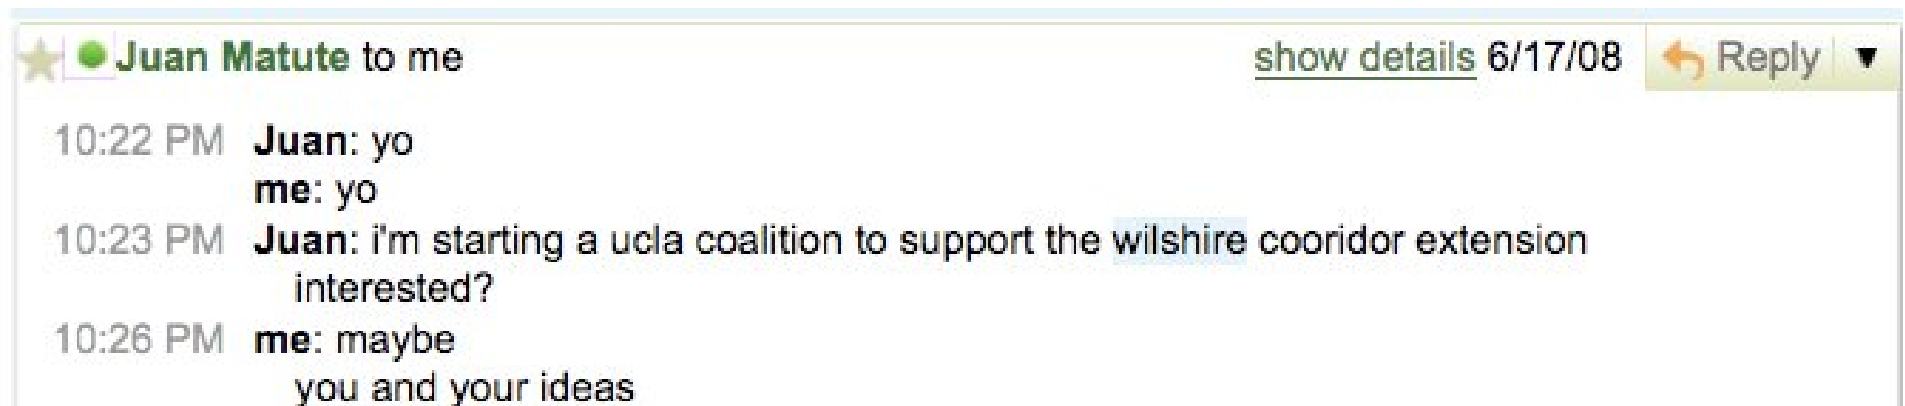 Juan Matute to me show details 6/17/08 Reply ▼
10:22 PM Juan: yo
me: yo
10:23 PM Juan: i'm starting a ucla coalition to support the wilshire cooridor extension
interested?
10:26 PM me: maybe
you and your ideas